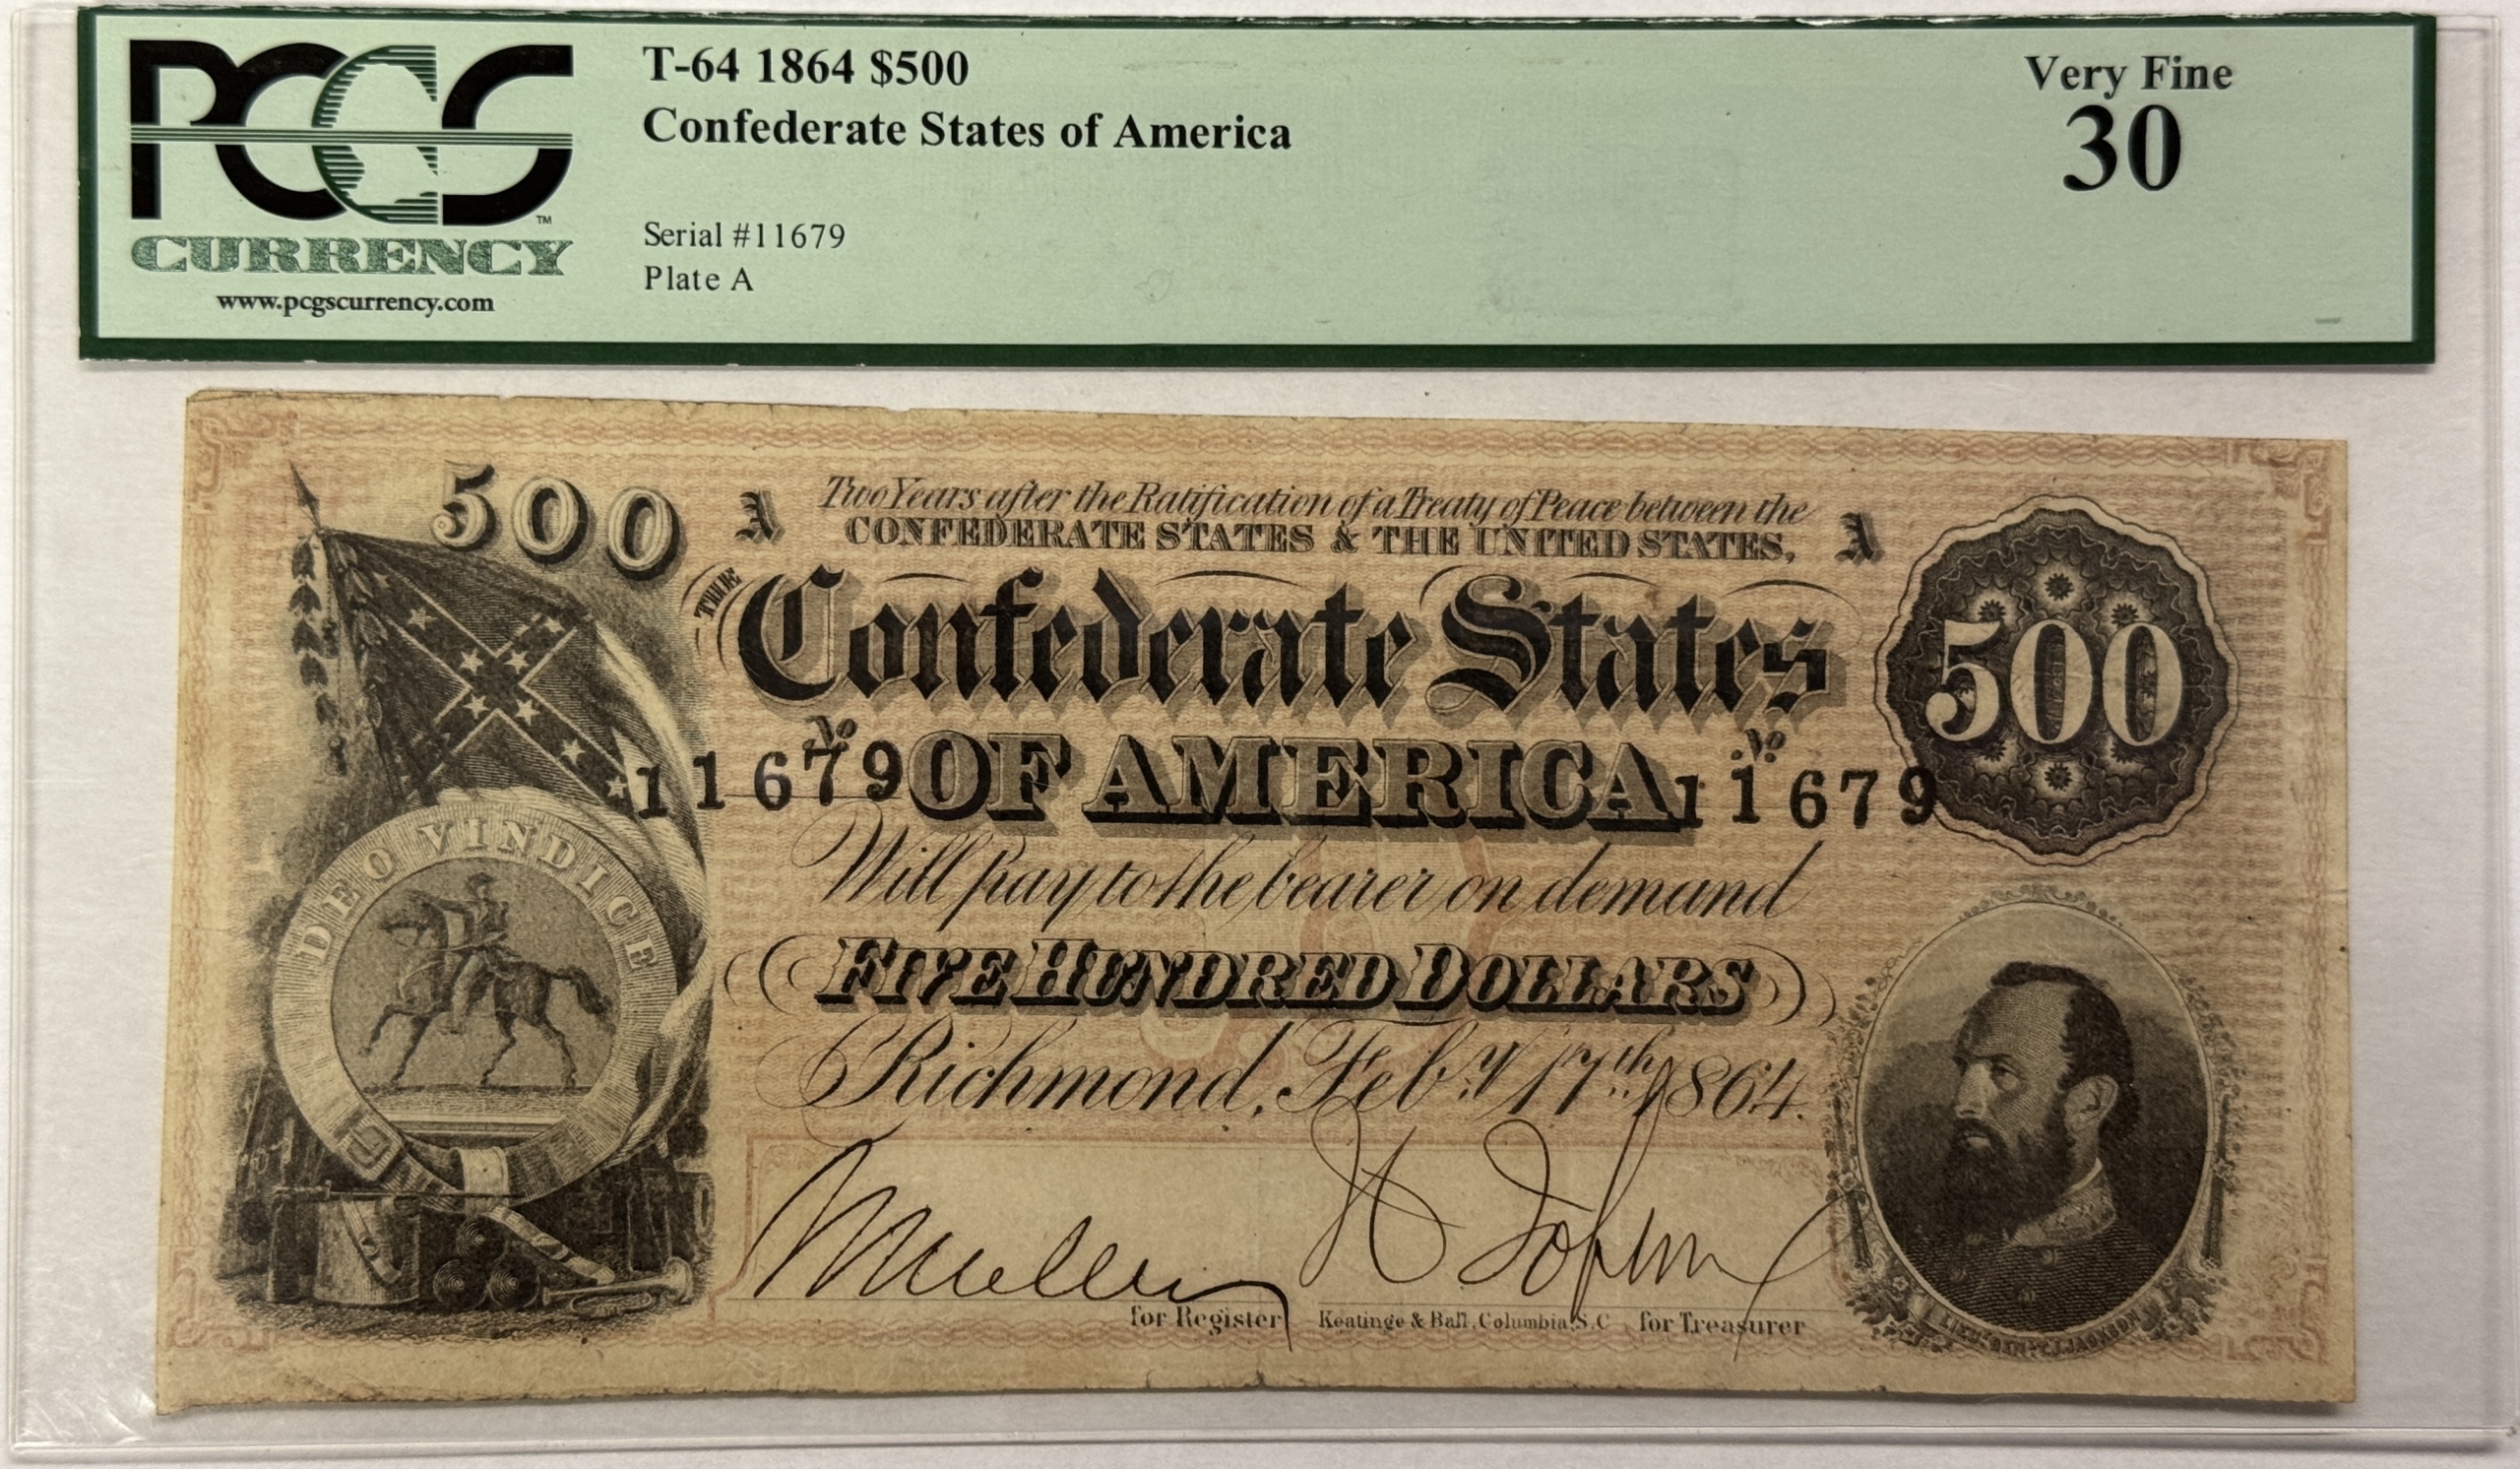 PCGS
CURRENCY
www.pcgscurrency.com
T-64 1864 $500
Confederate States of America
Serial #11679
Plate A
Very Fine
30
500 A Two Years after the Ratification of a Treaty of Peace between the A
CONFEDERATE STATES & THE UNITED STATES,
THE Confederate States
500
No No
11679 OF AMERICA 11679
DEO VINDICE
Will pay to the bearer on demand
FIVE HUNDRED DOLLARS
Richmond, Feby 17th 1864.
for Register Keatinge & Ball, Columbia, S.C for Treasurer
LIEUT. GEN. T.J. JACKSON